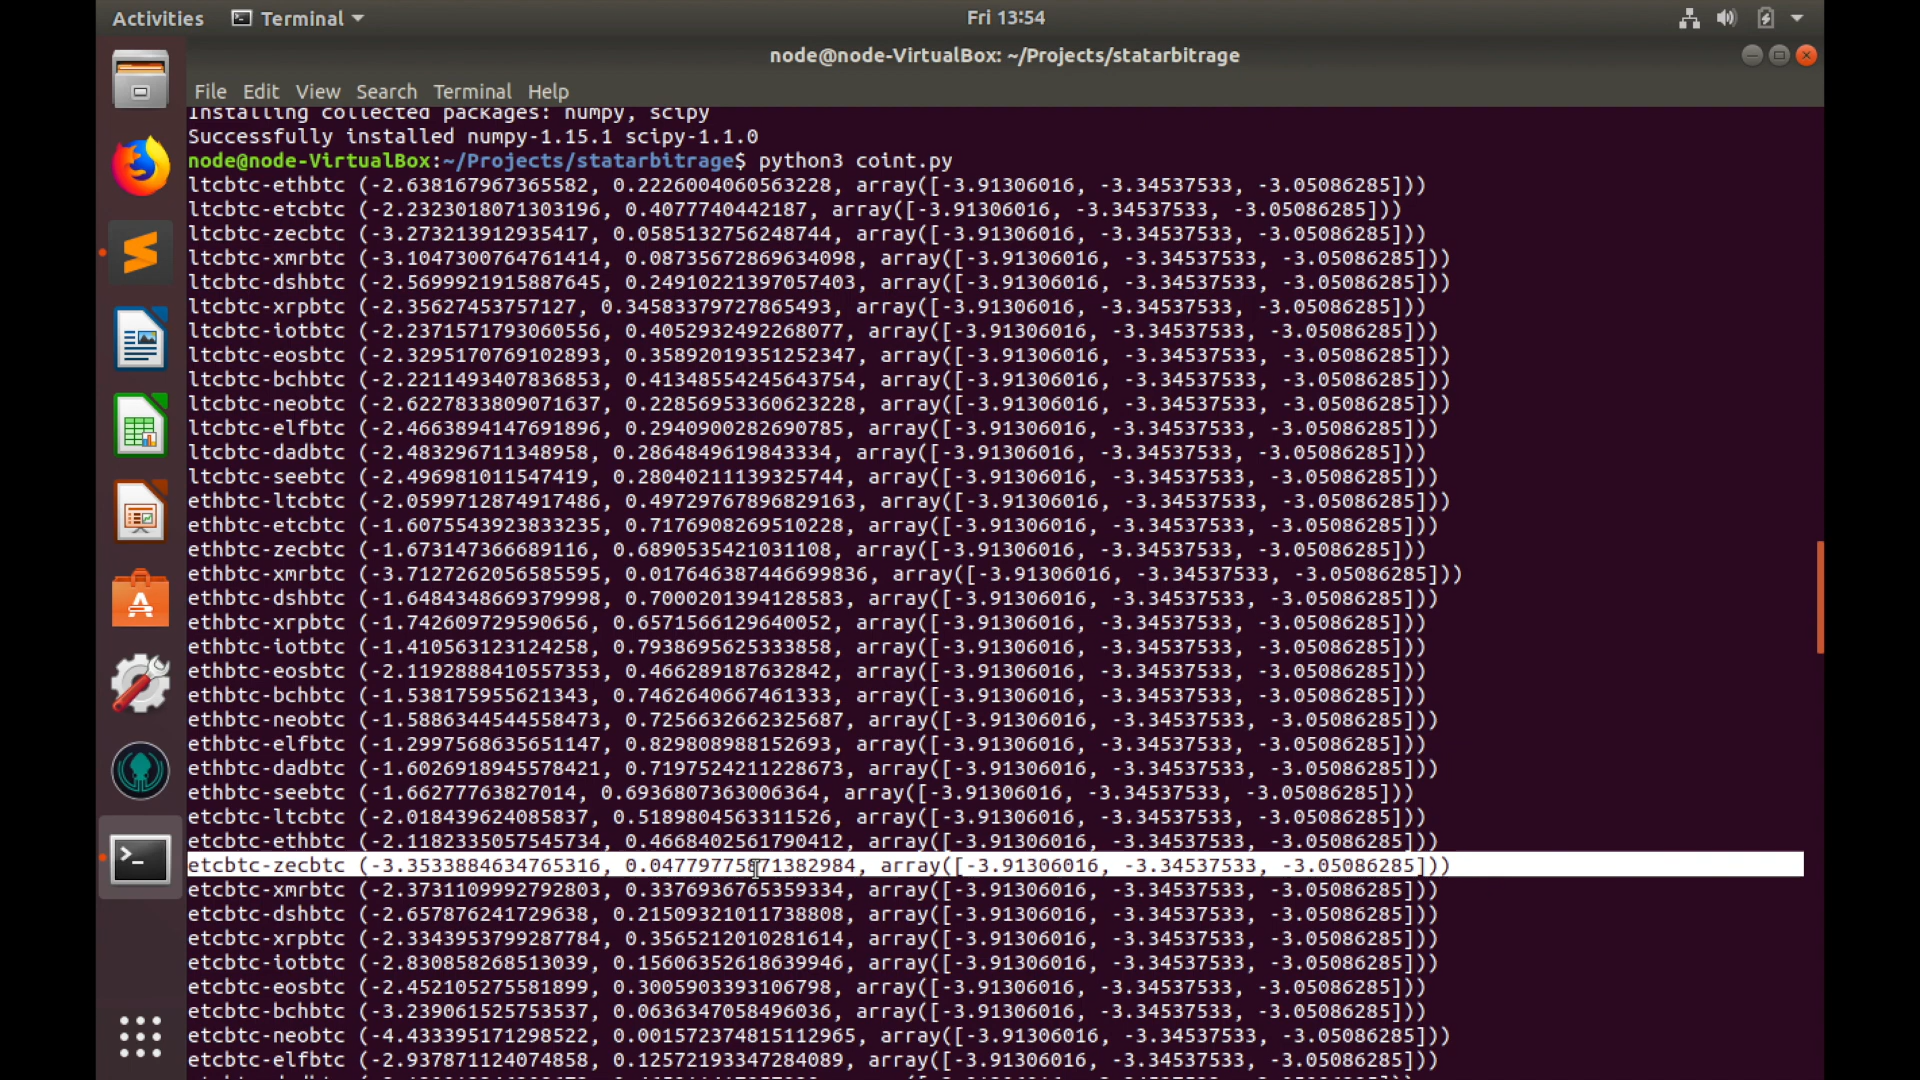 Activities Terminal Fri 13:54
node@node-VirtualBox: ~/Projects/statarbitrage
File Edit View Search Terminal Help
Installing collected packages: numpy, scipy
Successfully installed numpy-1.15.1 scipy-1.1.0
node@node-VirtualBox:~/Projects/statarbitrage$ python3 coint.py
ltcbtc-ethbtc (-2.638167967365582, 0.2226004060563228, array([-3.91306016, -3.34537533, -3.05086285]))
ltcbtc-etcbtc (-2.2323018071303196, 0.4077740442187, array([-3.91306016, -3.34537533, -3.05086285]))
ltcbtc-zecbtc (-3.273213912935417, 0.0585132756248744, array([-3.91306016, -3.34537533, -3.05086285]))
ltcbtc-xmrbtc (-3.1047300764761414, 0.08735672869634098, array([-3.91306016, -3.34537533, -3.05086285]))
ltcbtc-dshbtc (-2.5699921915887645, 0.24910221397057403, array([-3.91306016, -3.34537533, -3.05086285]))
ltcbtc-xrpbtc (-2.35627453757127, 0.34583379727865493, array([-3.91306016, -3.34537533, -3.05086285]))
ltcbtc-iotbtc (-2.2371571793060556, 0.4052932492268077, array([-3.91306016, -3.34537533, -3.05086285]))
ltcbtc-eosbtc (-2.3295170769102893, 0.35892019351252347, array([-3.91306016, -3.34537533, -3.05086285]))
ltcbtc-bchbtc (-2.2211493407836853, 0.41348554245643754, array([-3.91306016, -3.34537533, -3.05086285]))
ltcbtc-neobtc (-2.6227833809071637, 0.22856953360623228, array([-3.91306016, -3.34537533, -3.05086285]))
ltcbtc-elfbtc (-2.4663894147691896, 0.2940900282690785, array([-3.91306016, -3.34537533, -3.05086285]))
ltcbtc-dadbtc (-2.483296711348958, 0.2864849619843334, array([-3.91306016, -3.34537533, -3.05086285]))
ltcbtc-seebtc (-2.496981011547419, 0.28040211139325744, array([-3.91306016, -3.34537533, -3.05086285]))
ethbtc-ltcbtc (-2.0599712874917486, 0.49729767896829163, array([-3.91306016, -3.34537533, -3.05086285]))
ethbtc-etcbtc (-1.6075543923833235, 0.7176908269510228, array([-3.91306016, -3.34537533, -3.05086285]))
ethbtc-zecbtc (-1.673147366689116, 0.6890535421031108, array([-3.91306016, -3.34537533, -3.05086285]))
ethbtc-xmrbtc (-3.7127262056585595, 0.017646387446699836, array([-3.91306016, -3.34537533, -3.05086285]))
ethbtc-dshbtc (-1.6484348669379998, 0.7000201394128583, array([-3.91306016, -3.34537533, -3.05086285]))
ethbtc-xrpbtc (-1.742609729590656, 0.6571566129640052, array([-3.91306016, -3.34537533, -3.05086285]))
ethbtc-iotbtc (-1.410563123124258, 0.7938695625333858, array([-3.91306016, -3.34537533, -3.05086285]))
ethbtc-eosbtc (-2.1192888410557353, 0.466289187632842, array([-3.91306016, -3.34537533, -3.05086285]))
ethbtc-bchbtc (-1.538175955621343, 0.7462640667461333, array([-3.91306016, -3.34537533, -3.05086285]))
ethbtc-neobtc (-1.5886344544558473, 0.7256632662325687, array([-3.91306016, -3.34537533, -3.05086285]))
ethbtc-elfbtc (-1.2997568635651147, 0.829808988152693, array([-3.91306016, -3.34537533, -3.05086285]))
ethbtc-dadbtc (-1.6026918945578421, 0.7197524211228673, array([-3.91306016, -3.34537533, -3.05086285]))
ethbtc-seebtc (-1.66277763827014, 0.6936807363006364, array([-3.91306016, -3.34537533, -3.05086285]))
etcbtc-ltcbtc (-2.018439624085837, 0.5189804563311526, array([-3.91306016, -3.34537533, -3.05086285]))
etcbtc-ethbtc (-2.1182335057545734, 0.4668402561790412, array([-3.91306016, -3.34537533, -3.05086285]))
etcbtc-zecbtc (-3.3533884634765316, array([-3.91306016, -3.34537533, -3.05086285]))
etcbtc-xmrbtc (-2.3731109992792803, 0.3376936765359334, array([-3.91306016, -3.34537533, -3.05086285]))
etcbtc-dshbtc (-2.657876241729638, 0.21509321011738808, array([-3.91306016, -3.34537533, -3.05086285]))
etcbtc-xrpbtc (-2.3343953799287784, 0.3565212010281614, array([-3.91306016, -3.34537533, -3.05086285]))
etcbtc-iotbtc (-2.830858268513039, 0.15606352618639946, array([-3.91306016, -3.34537533, -3.05086285]))
etcbtc-eosbtc (-2.452105275581899, 0.3005903393106798, array([-3.91306016, -3.34537533, -3.05086285]))
etcbtc-bchbtc (-3.239061525753537, 0.0636347058496036, array([-3.91306016, -3.34537533, -3.05086285]))
etcbtc-neobtc (-4.433395171298522, 0.001572374815112965, array([-3.91306016, -3.34537533, -3.05086285]))
etcbtc-elfbtc (-2.937871124074858, 0.12572193347284089, array([-3.91306016, -3.34537533, -3.05086285]))